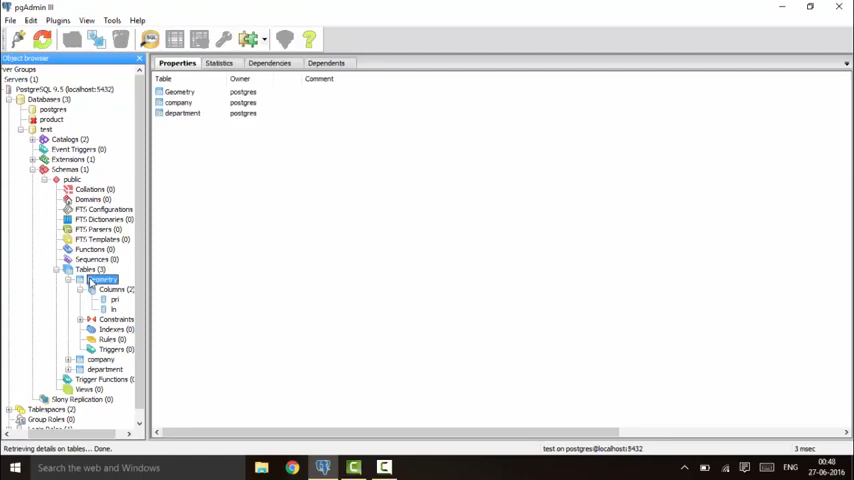 pgAdmin III
File Edit Plugins View Tools Help
Object browser
ver Groups
Servers (1)
PostgreSQL 9.5 (localhost:5432)
Databases (3)
postgres
product
test
Catalogs (2)
Event Triggers (0)
Extensions (1)
Schemas (1)
public
Collations (0)
Domains (0)
FTS Configurations
FTS Dictionaries (0)
FTS Parsers (0)
FTS Templates (0)
Functions (0)
Sequences (0)
Tables (3)
Geometry
Columns (2)
pri
ln
Constraints
Indexes (0)
Rules (0)
Triggers (0)
company
department
Trigger Functions (0
Views (0)
Slony Replication (0)
Tablespaces (2)
Group Roles (0)
Properties Statistics Dependencies Dependents
Table Owner Comment
Geometry postgres
company postgres
department postgres
Retrieving details on tables... Done.
test on postgres@localhost:5432
3 msec
Search the web and Windows
ENG
00:48
27-06-2016